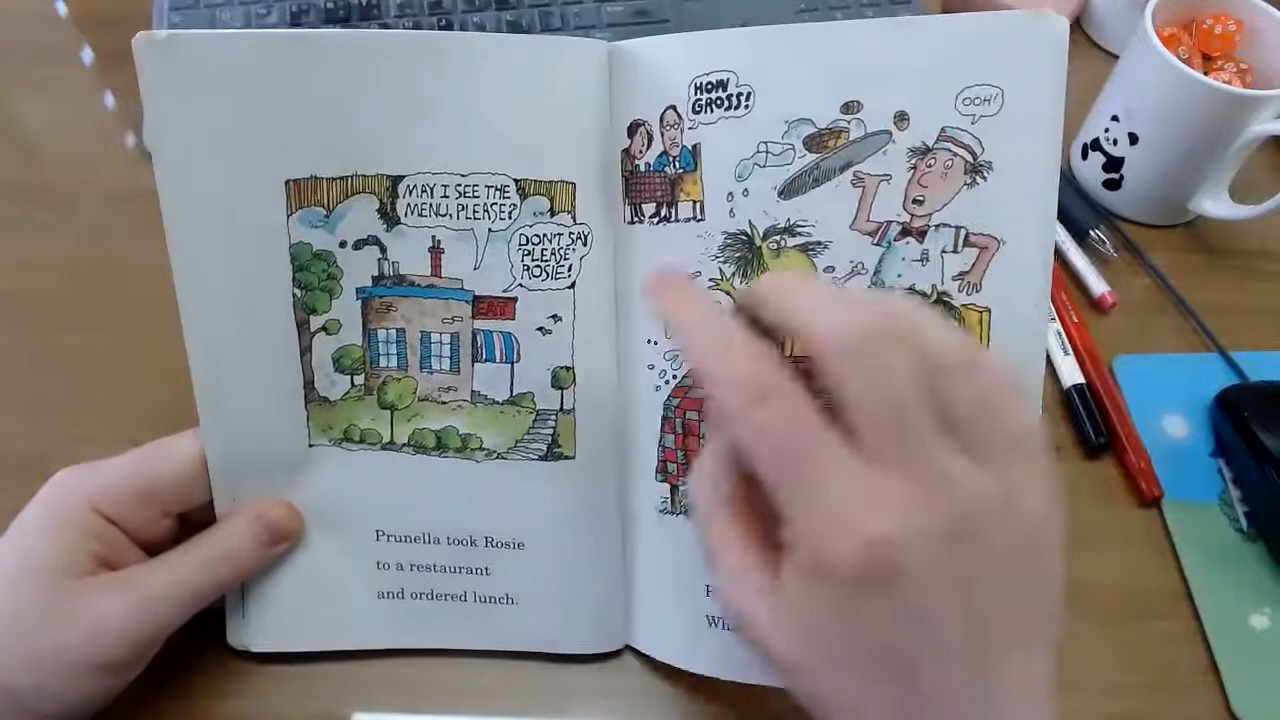 MAY I SEE THE
MENU, PLEASE?
DON'T SAY
'PLEASE'
ROSIE!
EAT
Prunella took Rosie
to a restaurant
and ordered lunch.
HOW
GROSS!
OOH!